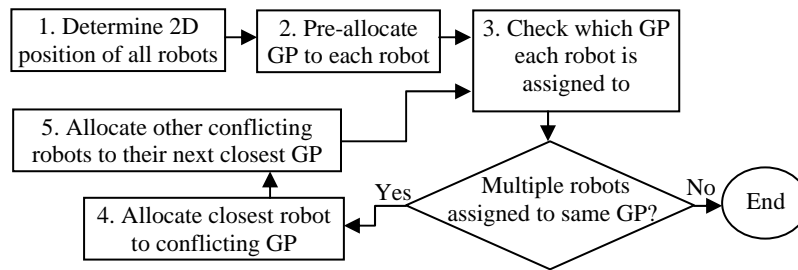 1. Determine 2D
position of all robots
2. Pre-allocate
GP to each robot
3. Check which GP
each robot is
assigned to
5. Allocate other conflicting
robots to their next closest GP
Yes
Multiple robots
assigned to same GP?
No
End
4. Allocate closest robot
to conflicting GP